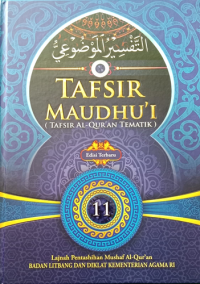 التفسير الموضوعي
TAFSIR
MAUDHU'I
( TAFSIR AL-QUR'AN TEMATIK )
Edisi Terbaru
11
Lajnah Pentashihan Mushaf Al-Qur'an
BADAN LITBANG DAN DIKLAT KEMENTERIAN AGAMA RI